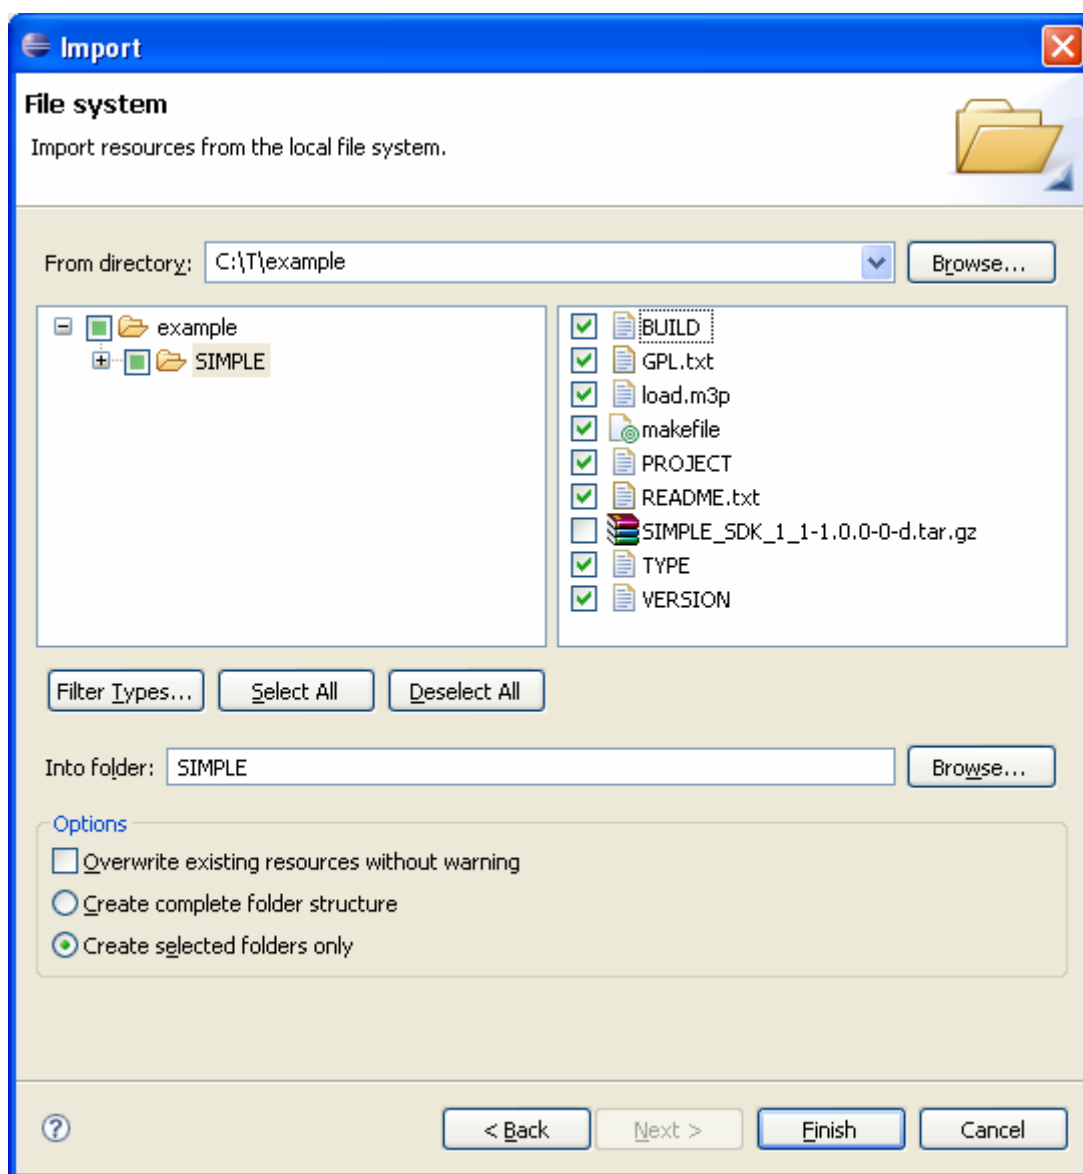 Import
File system
Import resources from the local file system.
From directory: C:\T\example Browse...
example
SIMPLE
BUILD
GPL.txt
load.m3p
makefile
PROJECT
README.txt
SIMPLE_SDK_1_1-1.0.0-0-d.tar.gz
TYPE
VERSION
Filter Types... Select All Deselect All
Into folder: SIMPLE Browse...
Options
Overwrite existing resources without warning
Create complete folder structure
Create selected folders only
< Back Next > Finish Cancel